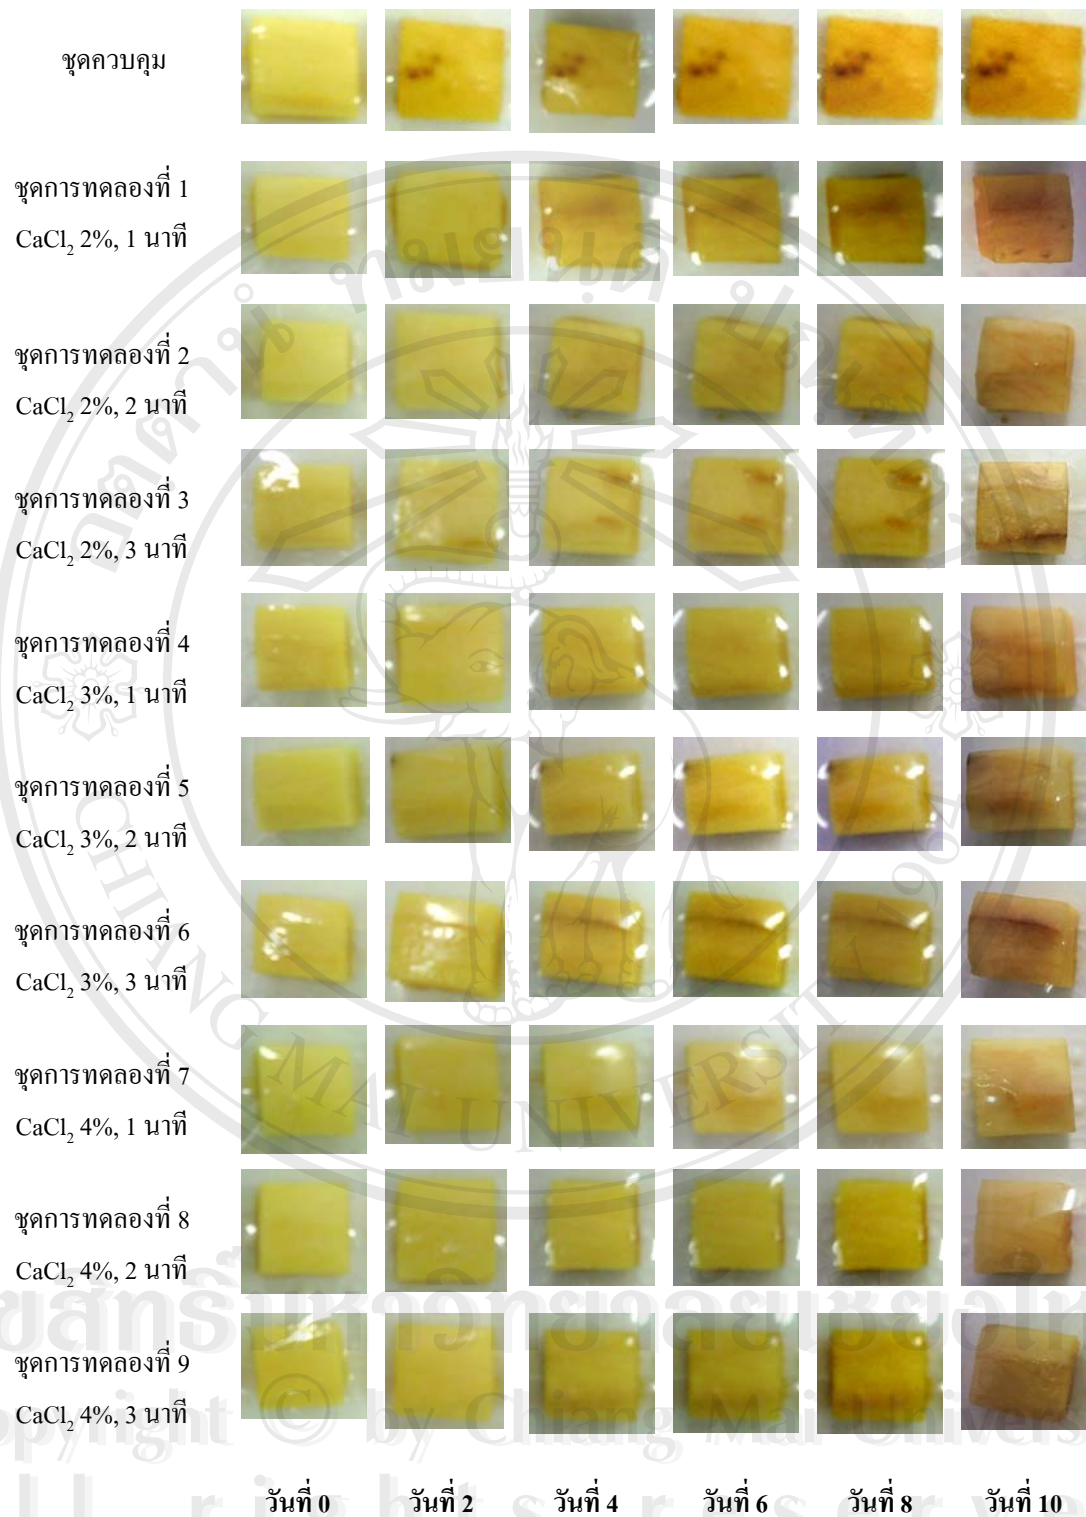 ชุดควบคุม
ชุดการทดลองที่ 1
CaCl₂ 2%, 1 นาที
ชุดการทดลองที่ 2
CaCl₂ 2%, 2 นาที
ชุดการทดลองที่ 3
CaCl₂ 2%, 3 นาที
ชุดการทดลองที่ 4
CaCl₂ 3%, 1 นาที
ชุดการทดลองที่ 5
CaCl₂ 3%, 2 นาที
ชุดการทดลองที่ 6
CaCl₂ 3%, 3 นาที
ชุดการทดลองที่ 7
CaCl₂ 4%, 1 นาที
ชุดการทดลองที่ 8
CaCl₂ 4%, 2 นาที
ชุดการทดลองที่ 9
CaCl₂ 4%, 3 นาที
วันที่ 0 วันที่ 2 วันที่ 4 วันที่ 6 วันที่ 8 วันที่ 10
CHIANG MAI UNIVERSITY 1964
by Chiang Mai